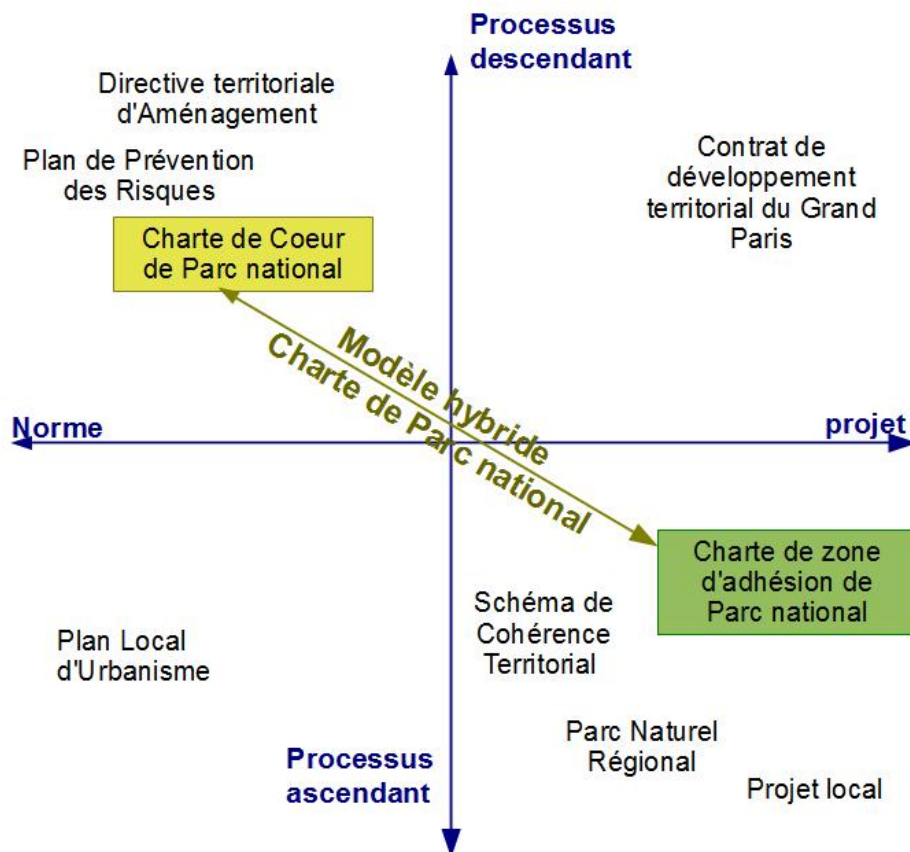 Processus
descendant
Directive territoriale
d'Aménagement
Plan de Prévention
des Risques
Contrat de
développement
territorial du Grand
Paris
Charte de Coeur
de Parc national
Modèle hybride
Charte de Parc national
Norme
projet
Charte de zone
d'adhésion de
Parc national
Schéma de
Cohérence
Territorial
Plan Local
d'Urbanisme
Parc Naturel
Régional
Processus
ascendant
Projet local